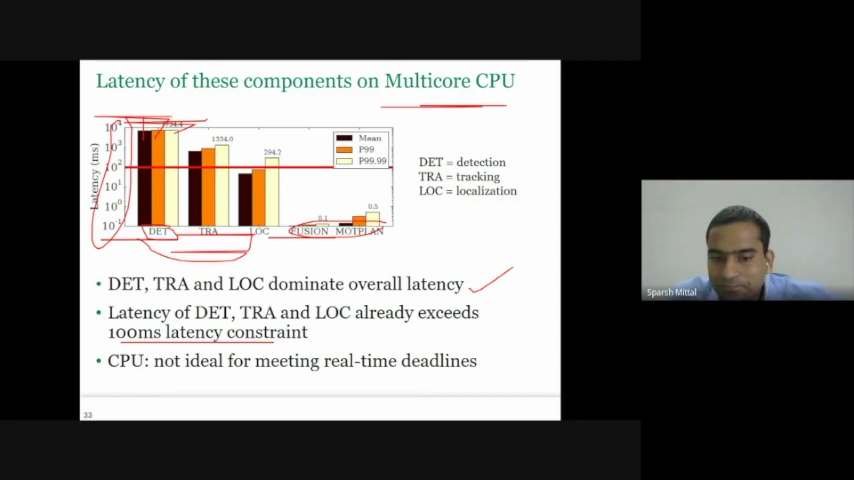 Latency of these components on Multicore CPU
10⁴
10³
10²
10¹
10⁰
10⁻¹
Latency (ms)
1334.0
294.2
0.1
0.5
Mean
P99
P99.99
DET
TRA
LOC
FUSION
MOTPLAN
DET = detection
TRA = tracking
LOC = localization
• DET, TRA and LOC dominate overall latency
• Latency of DET, TRA and LOC already exceeds
100ms latency constraint
• CPU: not ideal for meeting real-time deadlines
33
Sparsh Mittal